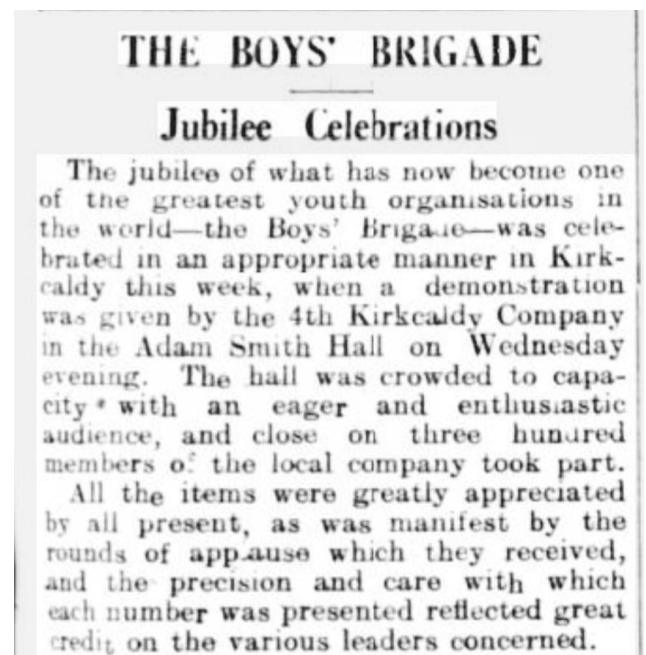 THE BOYS' BRIGADE
Jubilee Celebrations
The jubilee of what has now become one
of the greatest youth organisations in
the world—the Boys' Brigade—was cele-
brated in an appropriate manner in Kirk-
caldy this week, when a demonstration
was given by the 4th Kirkcaldy Company
in the Adam Smith Hall on Wednesday
evening. The hall was crowded to capa-
city with an eager and enthusiastic
audience, and close on three hundred
members of the local company took part.
All the items were greatly appreciated
by all present, as was manifest by the
rounds of applause which they received,
and the precision and care with which
each number was presented reflected great
credit on the various leaders concerned.